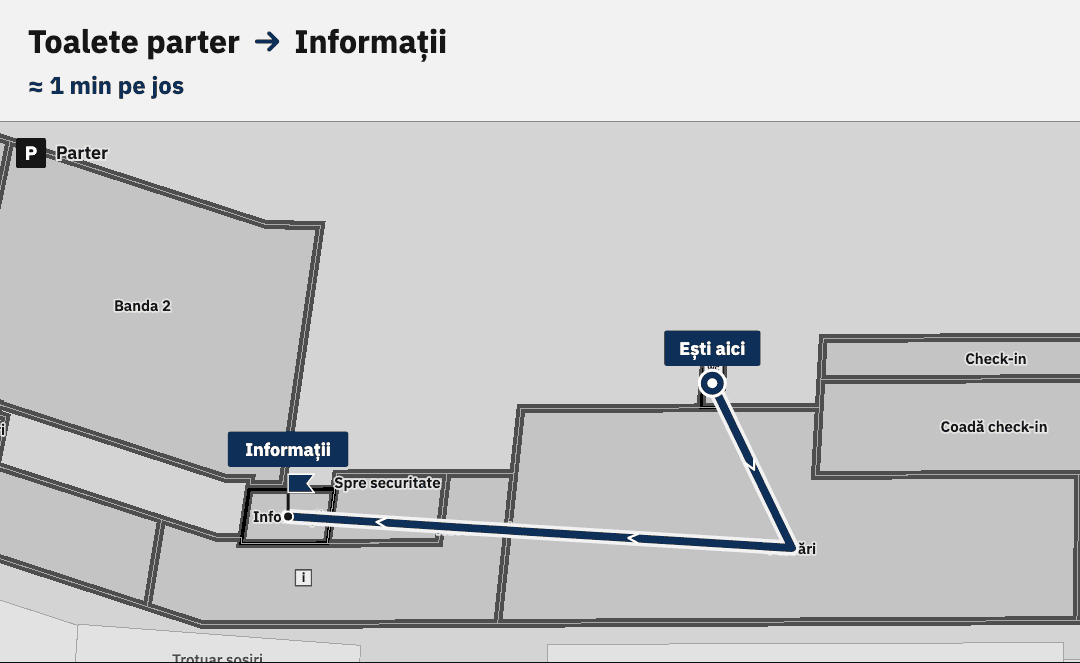 Toalete parter → Informații
≈ 1 min pe jos
P Parter
Banda 2
Ești aici
Check-in
Coadă check-in
Informații
Spre securitate
Info
i
Trotuar sosiri